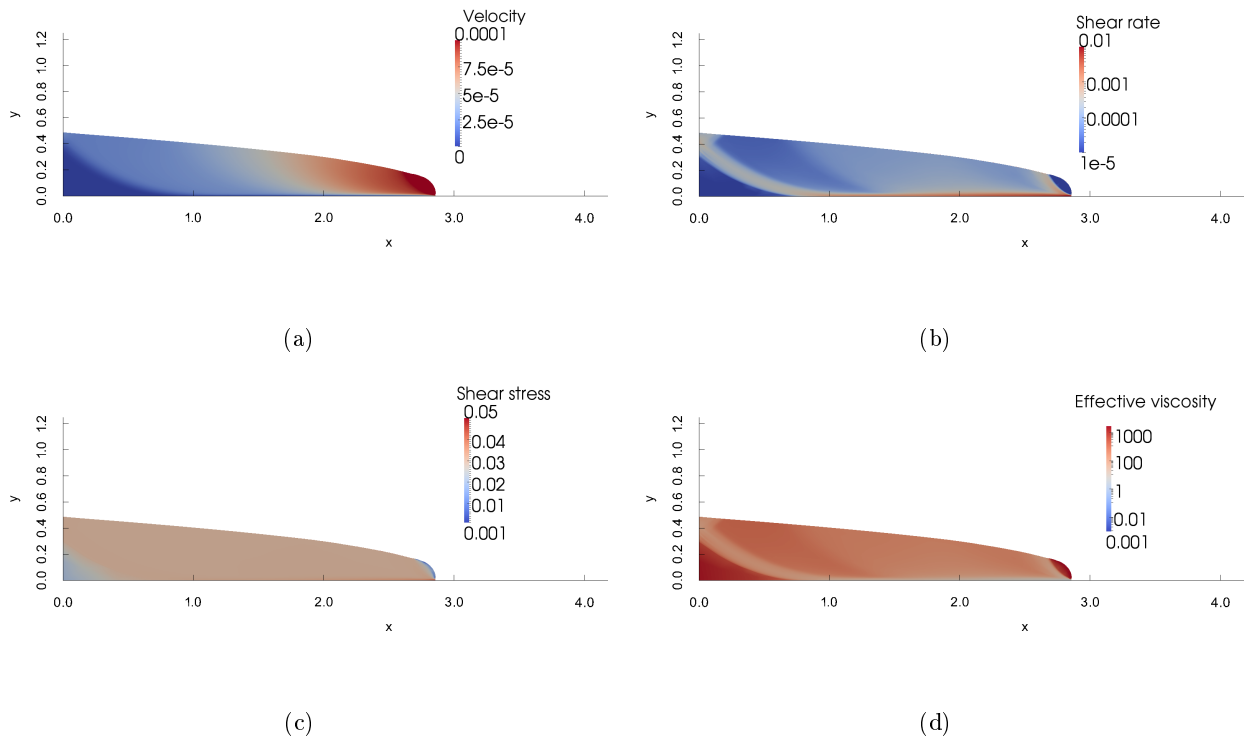 Velocity
0.0001
7.5e-5
5e-5
2.5e-5
0
y
0.0 0.2 0.4 0.6 0.8 1.0 1.2
0.0 1.0 2.0 3.0 4.0
x
(a)
Shear rate
0.01
0.001
0.0001
1e-5
y
0.0 0.2 0.4 0.6 0.8 1.0 1.2
0.0 1.0 2.0 3.0 4.0
x
(b)
Shear stress
0.05
0.04
0.03
0.02
0.01
0.001
y
0.0 0.2 0.4 0.6 0.8 1.0 1.2
0.0 1.0 2.0 3.0 4.0
x
(c)
Effective viscosity
1000
100
1
0.01
0.001
y
0.0 0.2 0.4 0.6 0.8 1.0 1.2
0.0 1.0 2.0 3.0 4.0
x
(d)